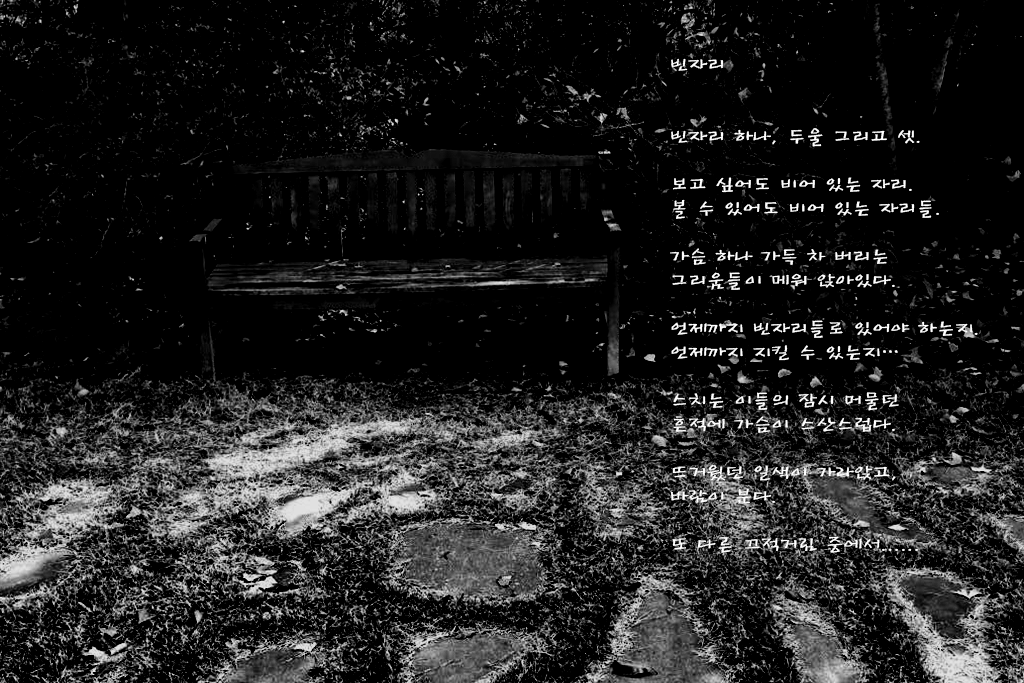 빈자리
빈자리 하나, 두울 그리고 셋.
보고 싶어도 비어 있는 자리.
볼 수 있어도 비어 있는 자리들.
가슴 하나 가득 차 버리는
그리움들이 메워 앉아있다.
언제까지 빈자리들로 있어야 하는지.
언제까지 지킬 수 있는지…
스치는 이들의 잠시 머물던
흔적에 가슴이 스산스럽다.
뜨거웠던 일색이 가라앉고,
바람이 분다.
또 다른 끄적거림 중에서......